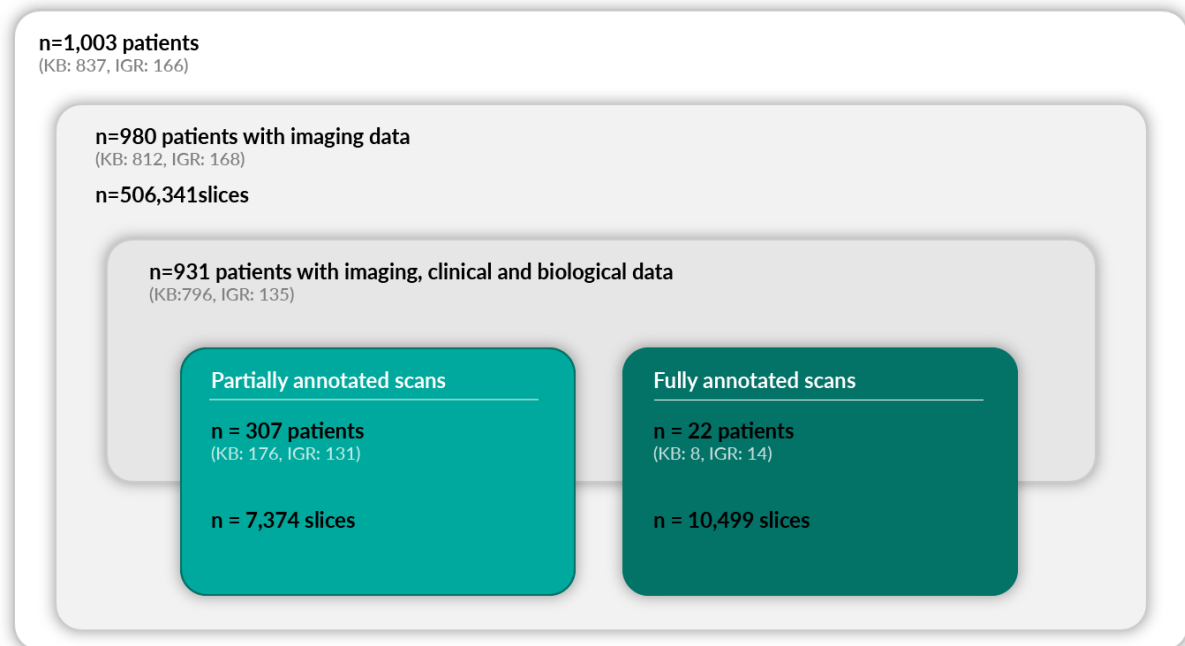 n=1,003 patients
(KB: 837, IGR: 166)
n=980 patients with imaging data
(KB: 812, IGR: 168)
n=506,341slices
n=931 patients with imaging, clinical and biological data
(KB:796, IGR: 135)
Partially annotated scans
n = 307 patients
(KB: 176, IGR: 131)
n = 7,374 slices
Fully annotated scans
n = 22 patients
(KB: 8, IGR: 14)
n = 10,499 slices